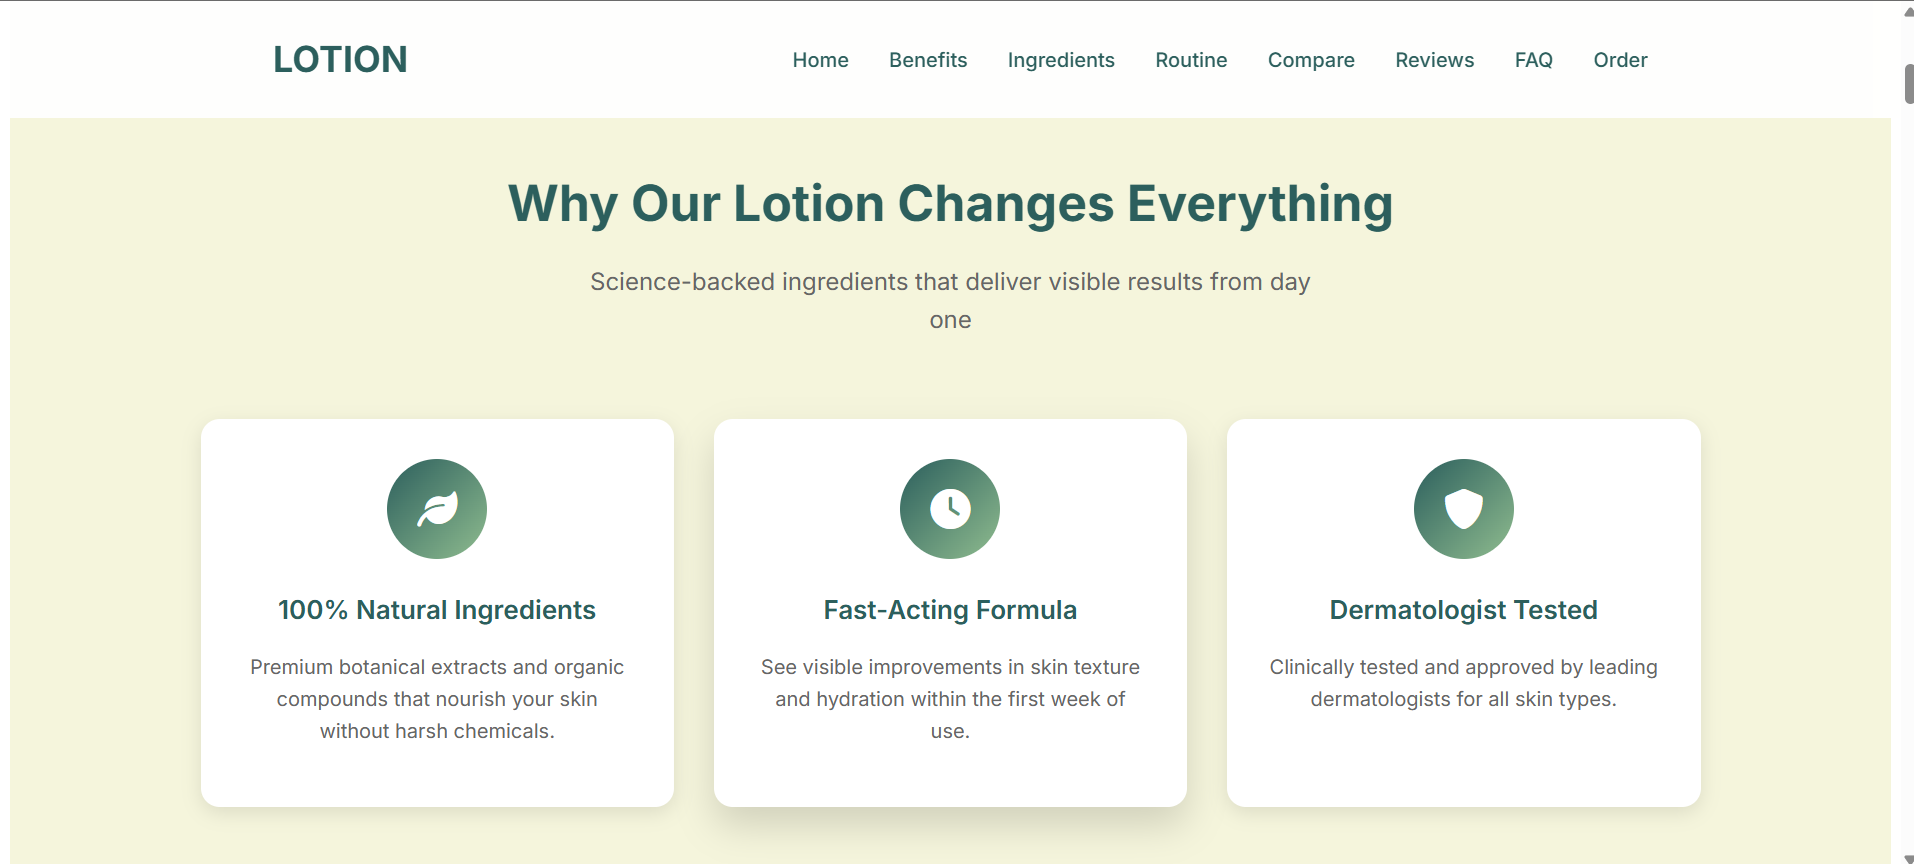 LOTION
Home Benefits Ingredients Routine Compare Reviews FAQ Order
Why Our Lotion Changes Everything
Science-backed ingredients that deliver visible results from day
one
100% Natural Ingredients
Premium botanical extracts and organic
compounds that nourish your skin
without harsh chemicals.
Fast-Acting Formula
See visible improvements in skin texture
and hydration within the first week of
use.
Dermatologist Tested
Clinically tested and approved by leading
dermatologists for all skin types.